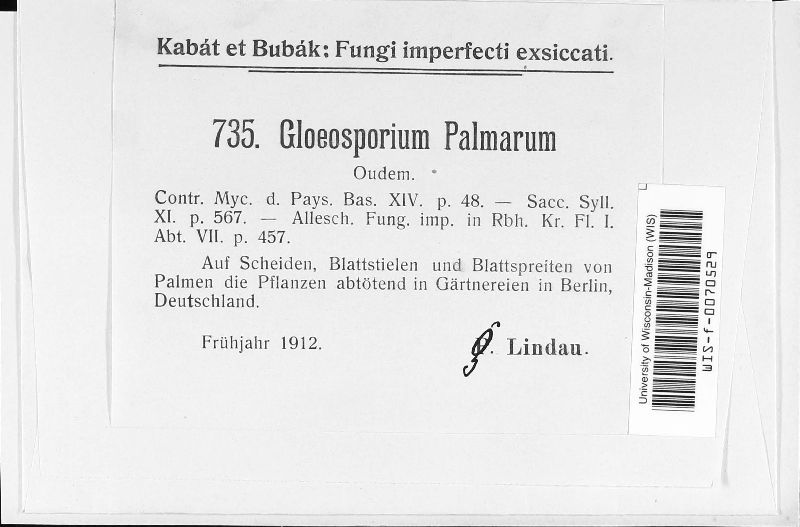 Kabát et Bubák: Fungi imperfecti exsiccati.
735. Gloeosporium Palmarum
Oudem.
Contr. Myc. d. Pays. Bas. XIV. p. 48. — Sacc. Syll.
XI. p. 567. — Allesch. Fung. imp. in Rbh. Kr. Fl. I.
Abt. VII. p. 457.
Auf Scheiden, Blattstielen und Blattspreiten von
Palmen die Pflanzen abtötend in Gärtnereien in Berlin,
Deutschland.
Frühjahr 1912.
Lindau.
University of Wisconsin-Madison (WIS)
WIS-f-0070529